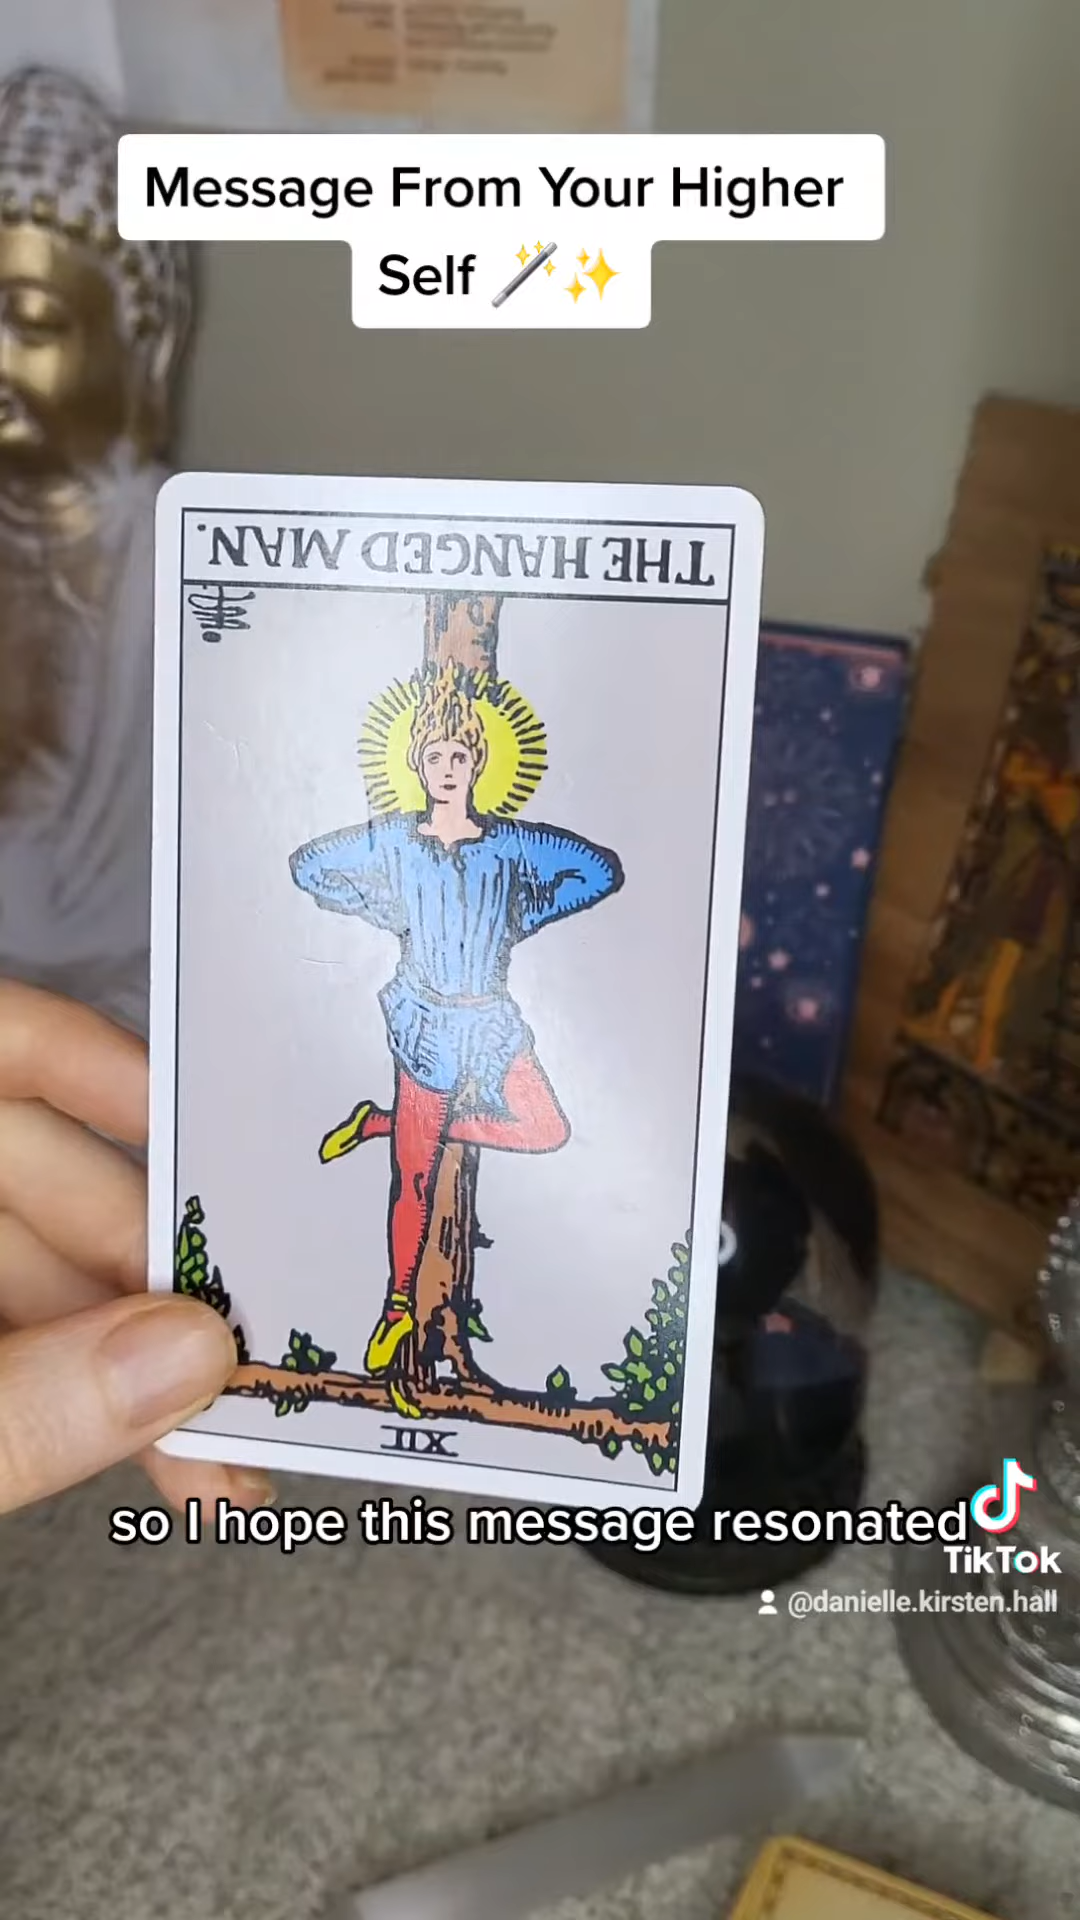 Message From Your Higher
Self
THE HANGED MAN.
XII
so I hope this message resonated
TikTok
@danielle.kirsten.hall